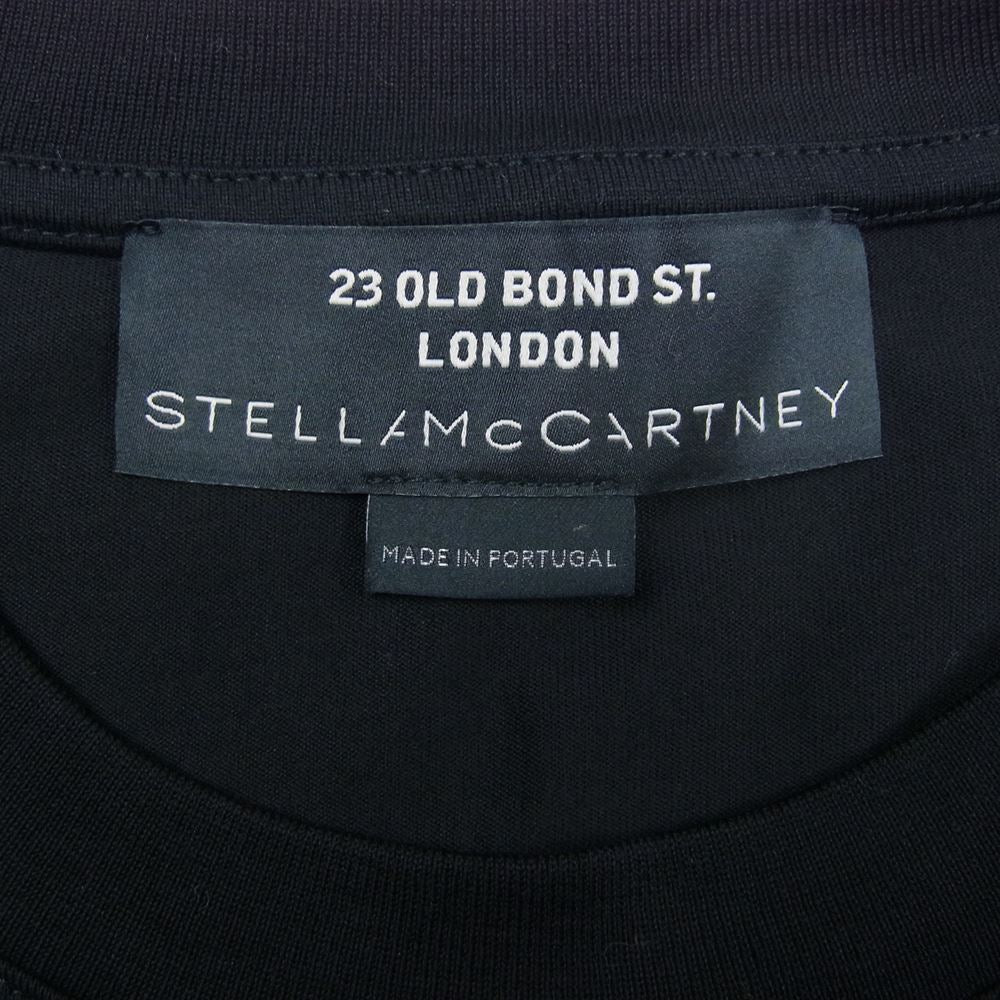 23 OLD BOND ST.
LONDON
STELLA McCARTNEY
MADE IN PORTUGAL